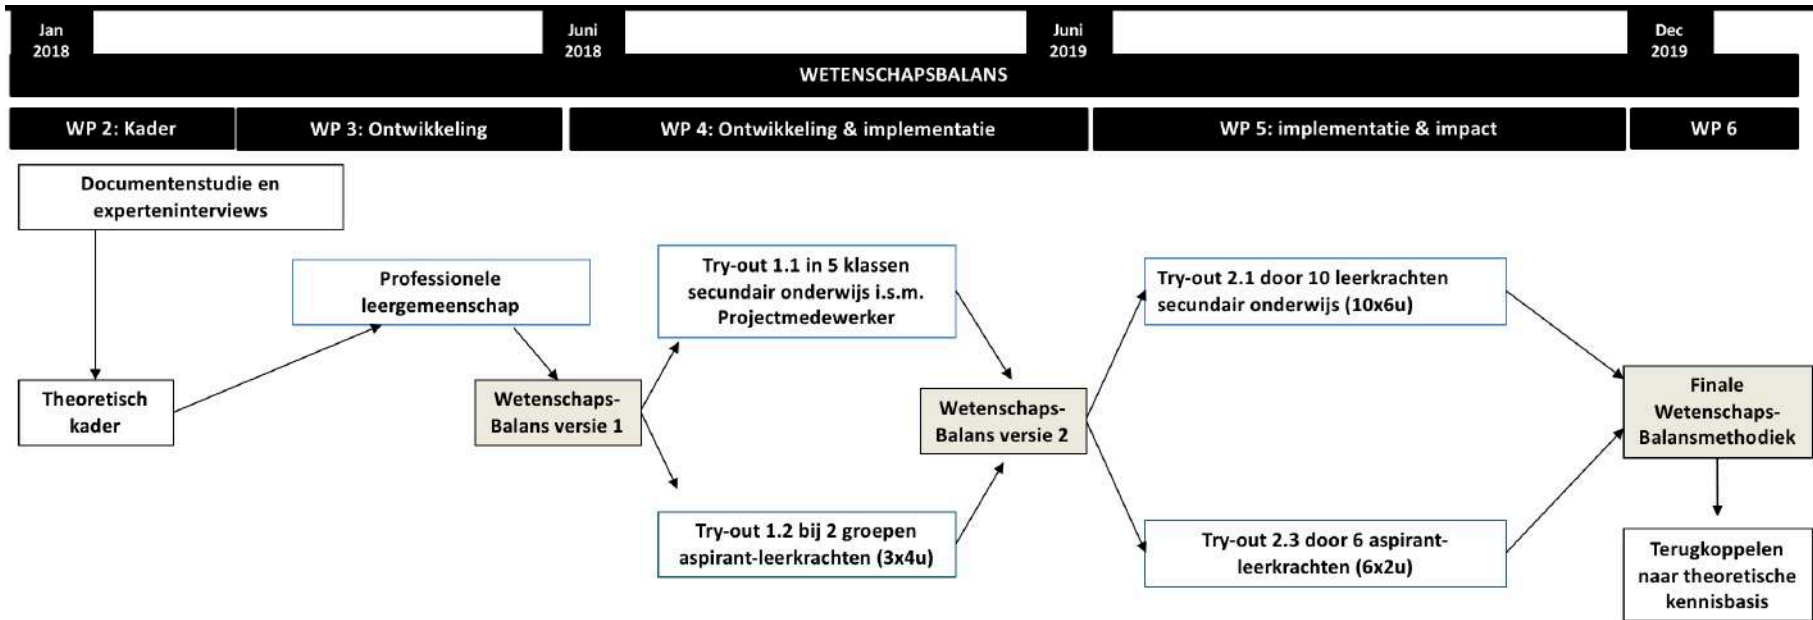 Jan
2018
Juni
2018
Juni
2019
Dec
2019
WETENSCHAPSBALANS
WP 2: Kader
WP 3: Ontwikkeling
WP 4: Ontwikkeling & implementatie
WP 5: implementatie & impact
WP 6
Documentenstudie en
experteninterviews
Theoretisch
kader
Professionele
leergemeenschap
Wetenschaps-
Balans versie 1
Try-out 1.1 in 5 klassen
secundair onderwijs i.s.m.
Projectmedewerker
Try-out 1.2 bij 2 groepen
aspirant-leerkrachten (3x4u)
Wetenschaps-
Balans versie 2
Try-out 2.1 door 10 leerkrachten
secundair onderwijs (10x6u)
Try-out 2.3 door 6 aspirant-
leerkrachten (6x2u)
Finale
Wetenschaps-
Balansmethodiek
Terugkoppelen
naar theoretische
kennisbasis